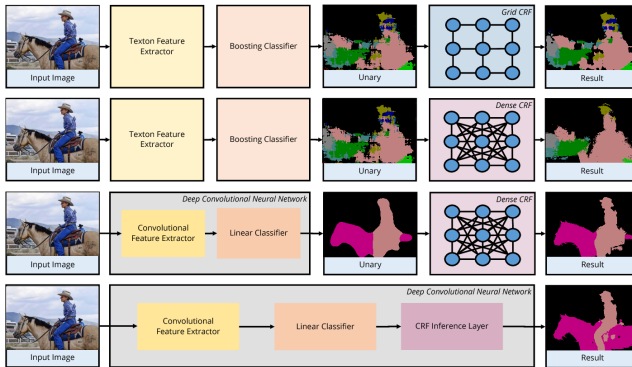 Grid CRF
Texton Feature
Extractor
Boosting Classifier
Input Image
Unary
Result
Dense CRF
Texton Feature
Extractor
Boosting Classifier
Input Image
Unary
Result
Deep Convolutional Neural Network
Dense CRF
Convolutional
Feature Extractor
Linear Classifier
Input Image
Unary
Result
Deep Convolutional Neural Network
Convolutional
Feature Extractor
Linear Classifier
CRF Inference Layer
Input Image
Result